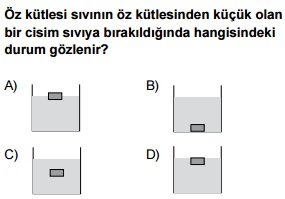 Öz kütlesi sıvının öz kütlesinden küçük olan
bir cisim sıvıya bırakıldığında hangisindeki
durum gözlenir?
A)
B)
C)
D)